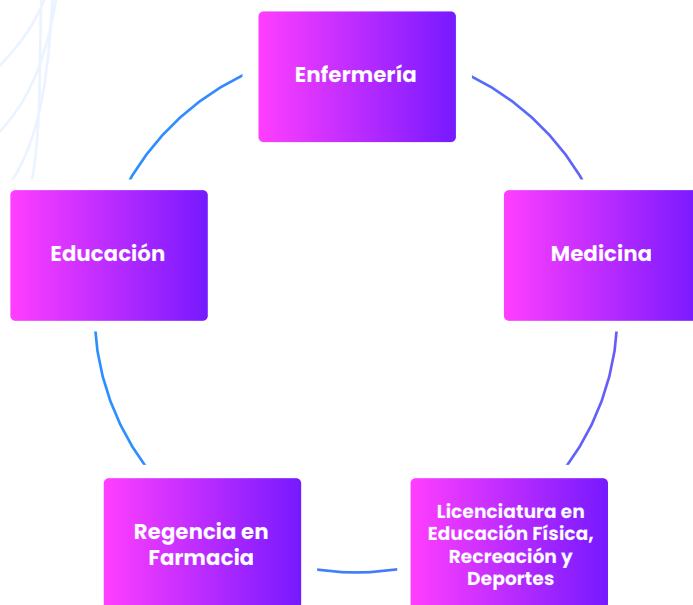 Enfermería
Educación
Medicina
Regencia en
Farmacia
Licenciatura en
Educación Física,
Recreación y
Deportes